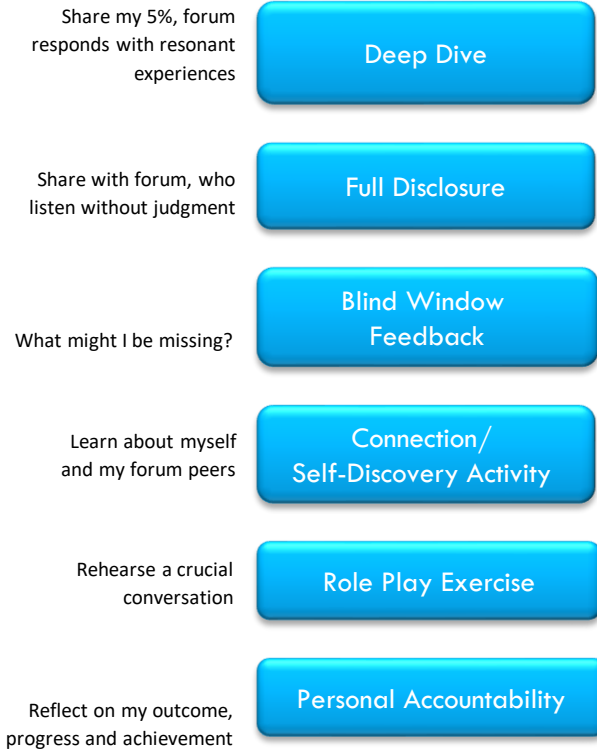 Share my 5%, forum
responds with resonant
experiences
Deep Dive
Share with forum, who
listen without judgment
Full Disclosure
What might I be missing?
Blind Window
Feedback
Learn about myself
and my forum peers
Connection/
Self-Discovery Activity
Rehearse a crucial
conversation
Role Play Exercise
Reflect on my outcome,
progress and achievement
Personal Accountability